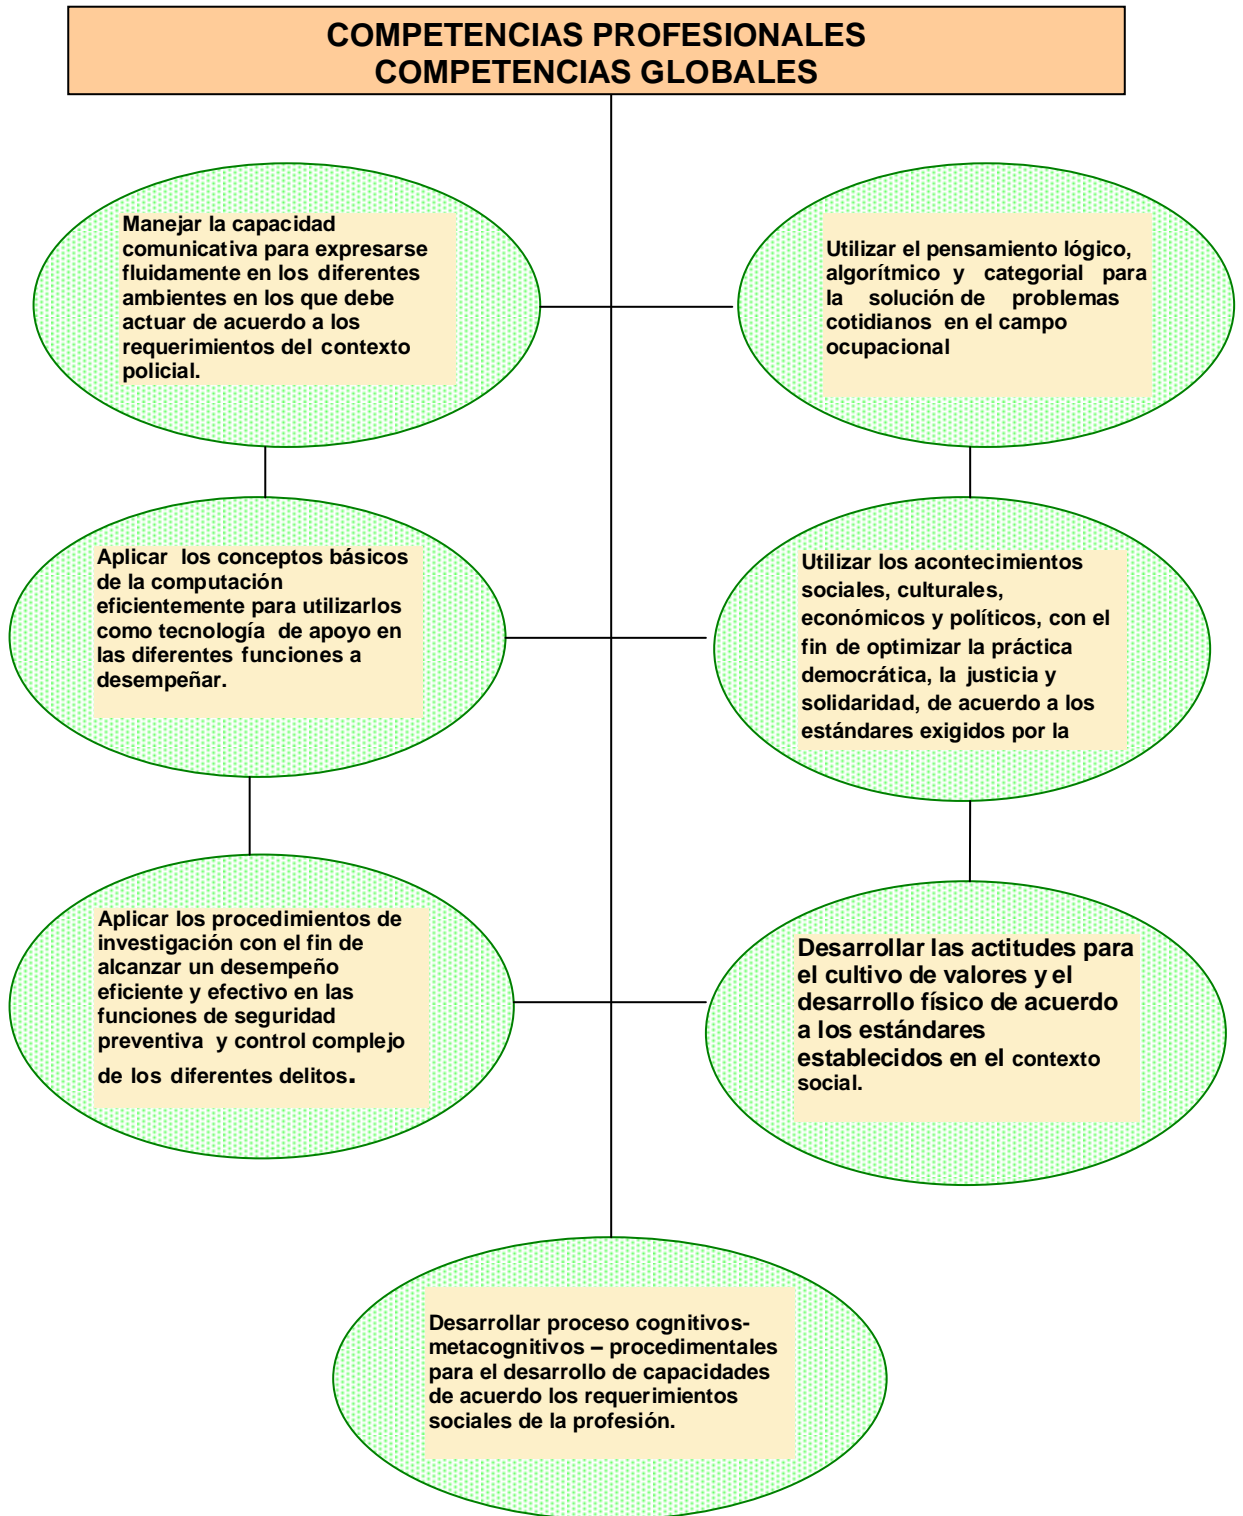 COMPETENCIAS PROFESIONALES
COMPETENCIAS GLOBALES
Manejar la capacidad
comunicativa para expresarse
fluidamente en los diferentes
ambientes en los que debe
actuar de acuerdo a los
requerimientos del contexto
policial.
Utilizar el pensamiento lógico,
algorítmico y categorial para
la solución de problemas
cotidianos en el campo
ocupacional
Aplicar los conceptos básicos
de la computación
eficientemente para utilizarlos
como tecnología de apoyo en
las diferentes funciones a
desempeñar.
Utilizar los acontecimientos
sociales, culturales,
económicos y políticos, con el
fin de optimizar la práctica
democrática, la justicia y
solidaridad, de acuerdo a los
estándares exigidos por la
Aplicar los procedimientos de
investigación con el fin de
alcanzar un desempeño
eficiente y efectivo en las
funciones de seguridad
preventiva y control complejo
de los diferentes delitos.
Desarrollar las actitudes para
el cultivo de valores y el
desarrollo físico de acuerdo
a los estándares
establecidos en el contexto
social.
Desarrollar proceso cognitivos-
metacognitivos – procedimentales
para el desarrollo de capacidades
de acuerdo los requerimientos
sociales de la profesión.